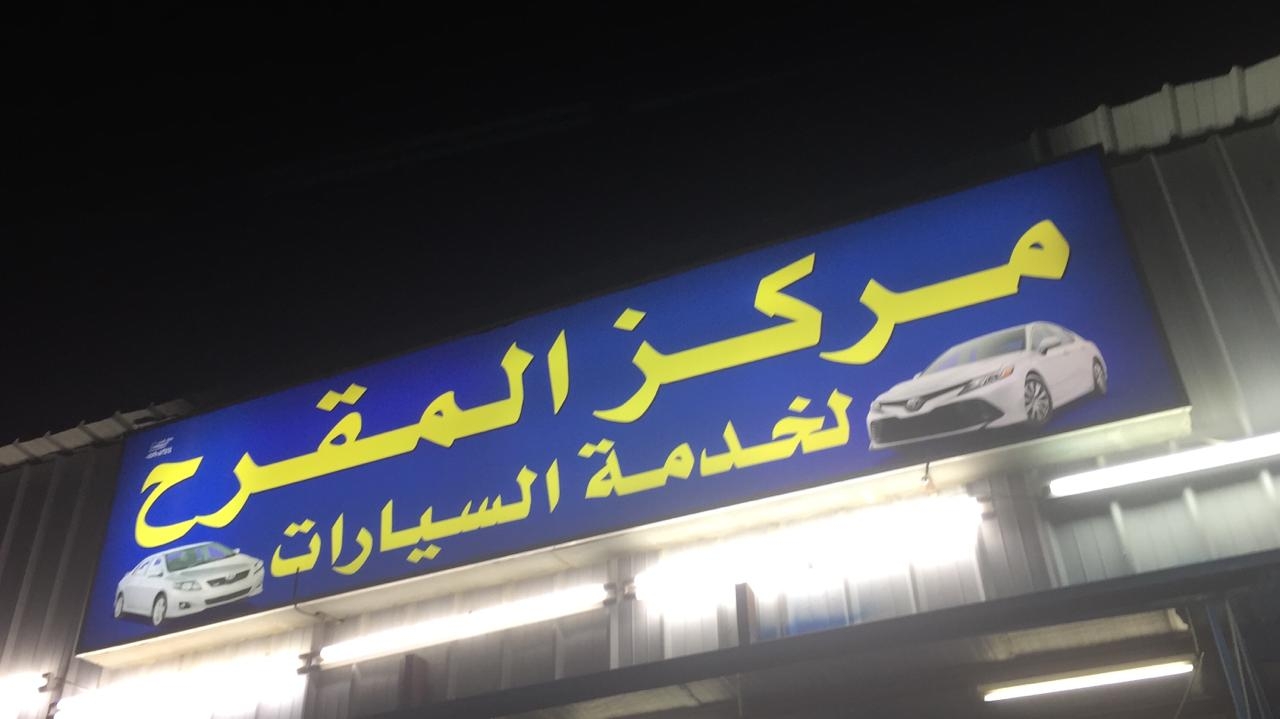 مركز المقرح
لخدمة السيارات